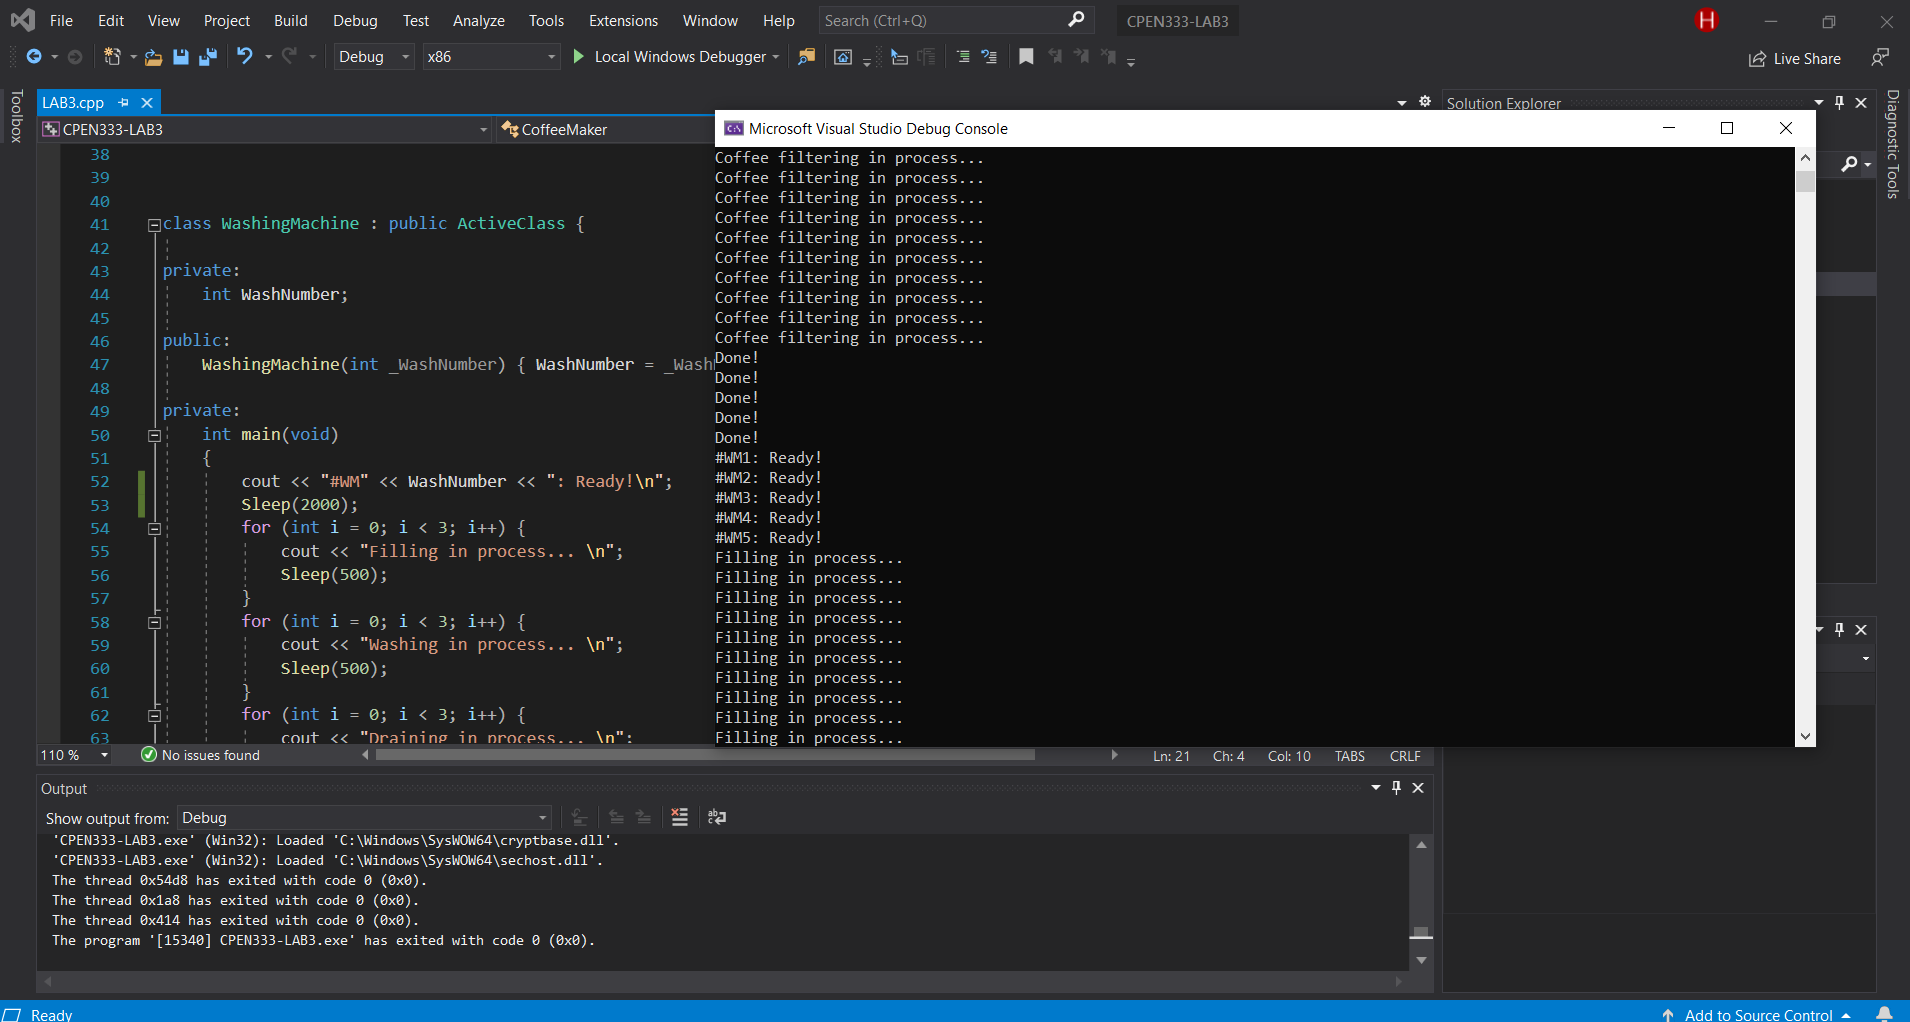 File Edit View Project Build Debug Test Analyze Tools Extensions Window Help Search (Ctrl+Q) CPEN333-LAB3 H
Debug x86 Local Windows Debugger Live Share
Toolbox
LAB3.cpp
CPEN333-LAB3 CoffeeMaker
38
39
40
41 class WashingMachine : public ActiveClass {
42
43 private:
44 int WashNumber;
45
46 public:
47 WashingMachine(int _WashNumber) { WashNumber = _Wash
48
49 private:
50 int main(void)
51 {
52 cout << "#WM" << WashNumber << ": Ready!\n";
53 Sleep(2000);
54 for (int i = 0; i < 3; i++) {
55 cout << "Filling in process... \n";
56 Sleep(500);
57 }
58 for (int i = 0; i < 3; i++) {
59 cout << "Washing in process... \n";
60 Sleep(500);
61 }
62 for (int i = 0; i < 3; i++) {
63 cout << "Draining in process... \n";
110 % No issues found Ln: 21 Ch: 4 Col: 10 TABS CRLF
Microsoft Visual Studio Debug Console
Coffee filtering in process...
Coffee filtering in process...
Coffee filtering in process...
Coffee filtering in process...
Coffee filtering in process...
Coffee filtering in process...
Coffee filtering in process...
Coffee filtering in process...
Coffee filtering in process...
Coffee filtering in process...
Done!
Done!
Done!
Done!
Done!
#WM1: Ready!
#WM2: Ready!
#WM3: Ready!
#WM4: Ready!
#WM5: Ready!
Filling in process...
Filling in process...
Filling in process...
Filling in process...
Filling in process...
Filling in process...
Filling in process...
Filling in process...
Filling in process...
Filling in process...
Solution Explorer
Diagnostic Tools
Output
Show output from: Debug
'CPEN333-LAB3.exe' (Win32): Loaded 'C:\Windows\SysWOW64\cryptbase.dll'.
'CPEN333-LAB3.exe' (Win32): Loaded 'C:\Windows\SysWOW64\sechost.dll'.
The thread 0x54d8 has exited with code 0 (0x0).
The thread 0x1a8 has exited with code 0 (0x0).
The thread 0x414 has exited with code 0 (0x0).
The program '[15340] CPEN333-LAB3.exe' has exited with code 0 (0x0).
Ready Add to Source Control